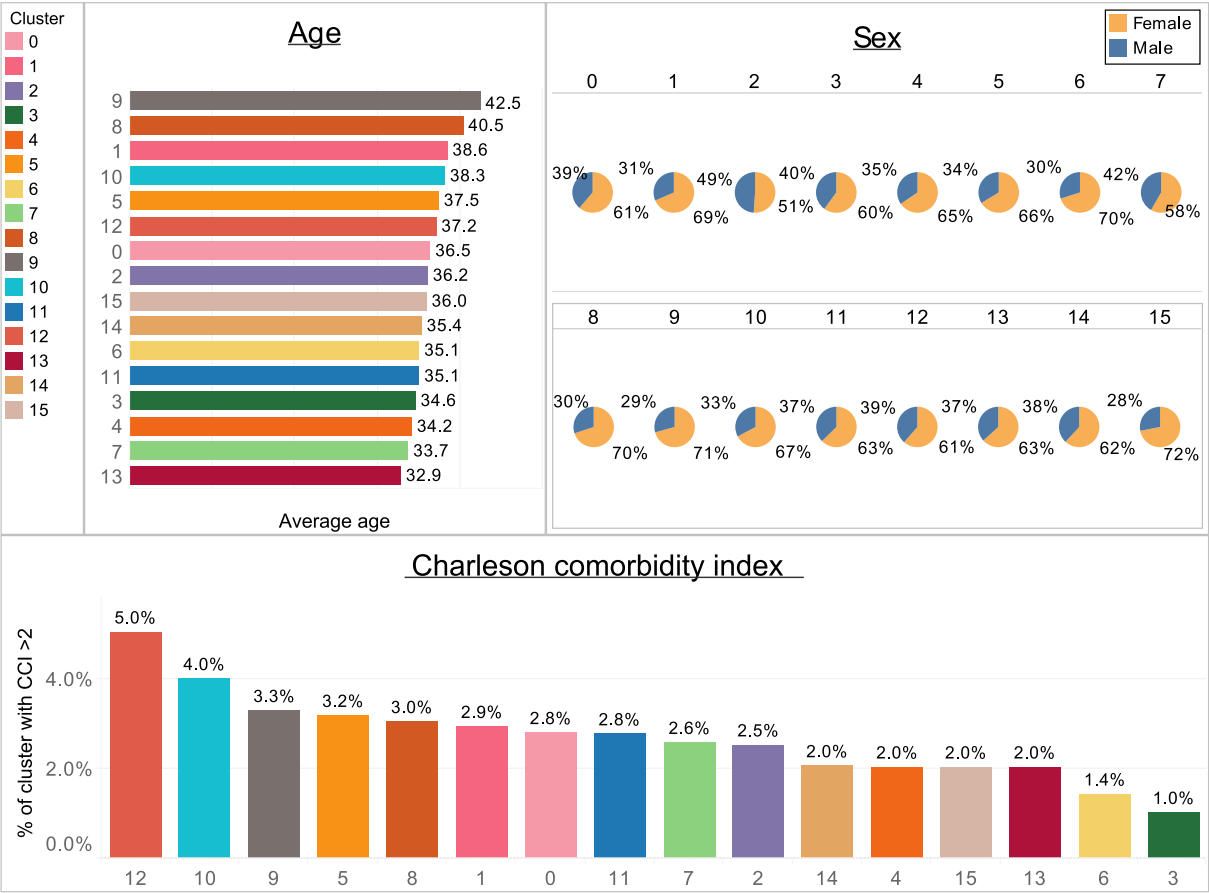 Cluster
0
1
2
3
4
5
6
7
8
9
10
11
12
13
14
15
Age
9 42.5
8 40.5
1 38.6
10 38.3
5 37.5
12 37.2
0 36.5
2 36.2
15 36.0
14 35.4
6 35.1
11 35.1
3 34.6
4 34.2
7 33.7
13 32.9
Average age
Sex
Female
Male
0 1 2 3 4 5 6 7
39% 31% 49% 40% 35% 34% 30% 42%
61% 69% 51% 60% 65% 66% 70% 58%
8 9 10 11 12 13 14 15
30% 29% 33% 37% 39% 37% 38% 28%
70% 71% 67% 63% 61% 63% 62% 72%
Charleson comorbidity index
% of cluster with CCI >2
4.0%
2.0%
0.0%
5.0% 4.0% 3.3% 3.2% 3.0% 2.9% 2.8% 2.8% 2.6% 2.5% 2.0% 2.0% 2.0% 2.0% 1.4% 1.0%
12 10 9 5 8 1 0 11 7 2 14 4 15 13 6 3